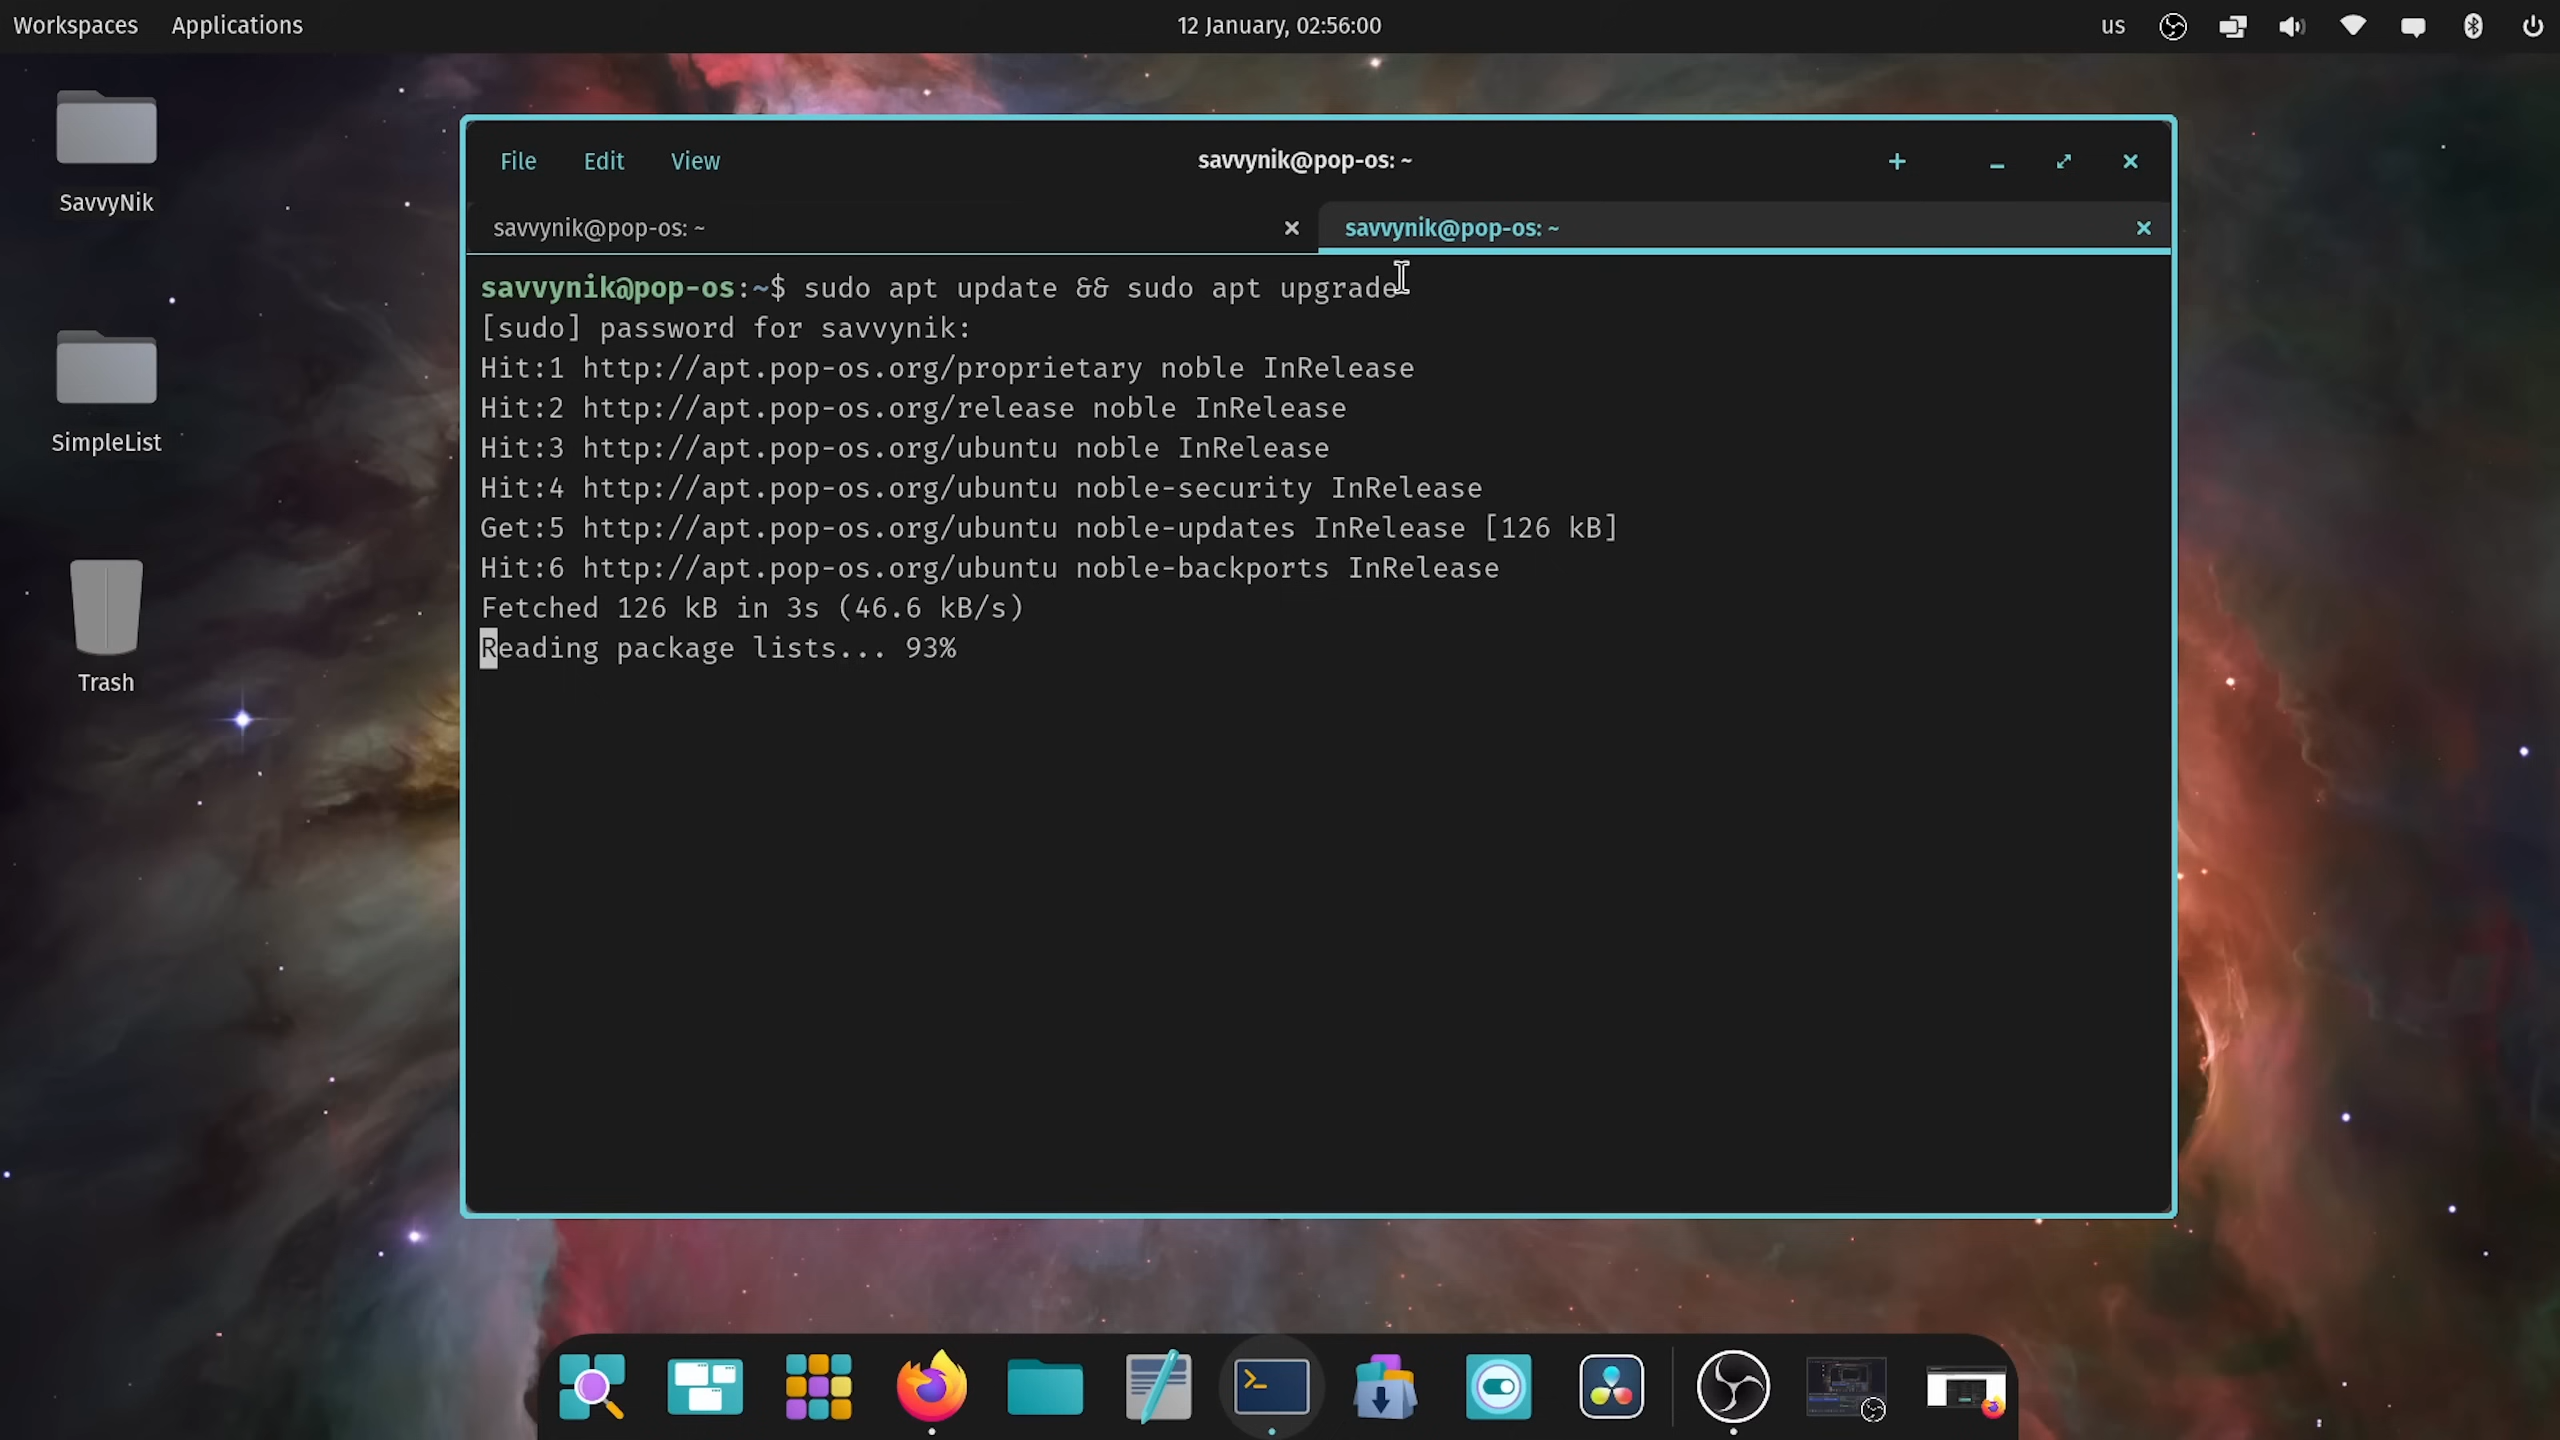 Workspaces Applications 12 January, 02:56:00 us
SavvyNik
SimpleList
Trash
File Edit View savvynik@pop-os: ~
savvynik@pop-os: ~ savvynik@pop-os: ~
savvynik@pop-os:~$ sudo apt update && sudo apt upgrade
[sudo] password for savvynik:
Hit:1 http://apt.pop-os.org/proprietary noble InRelease
Hit:2 http://apt.pop-os.org/release noble InRelease
Hit:3 http://apt.pop-os.org/ubuntu noble InRelease
Hit:4 http://apt.pop-os.org/ubuntu noble-security InRelease
Get:5 http://apt.pop-os.org/ubuntu noble-updates InRelease [126 kB]
Hit:6 http://apt.pop-os.org/ubuntu noble-backports InRelease
Fetched 126 kB in 3s (46.6 kB/s)
Reading package lists... 93%